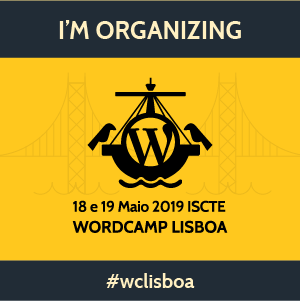 I'M ORGANIZING
W
18 e 19 Maio 2019 ISCTE
WORDCAMP LISBOA
#wclisboa